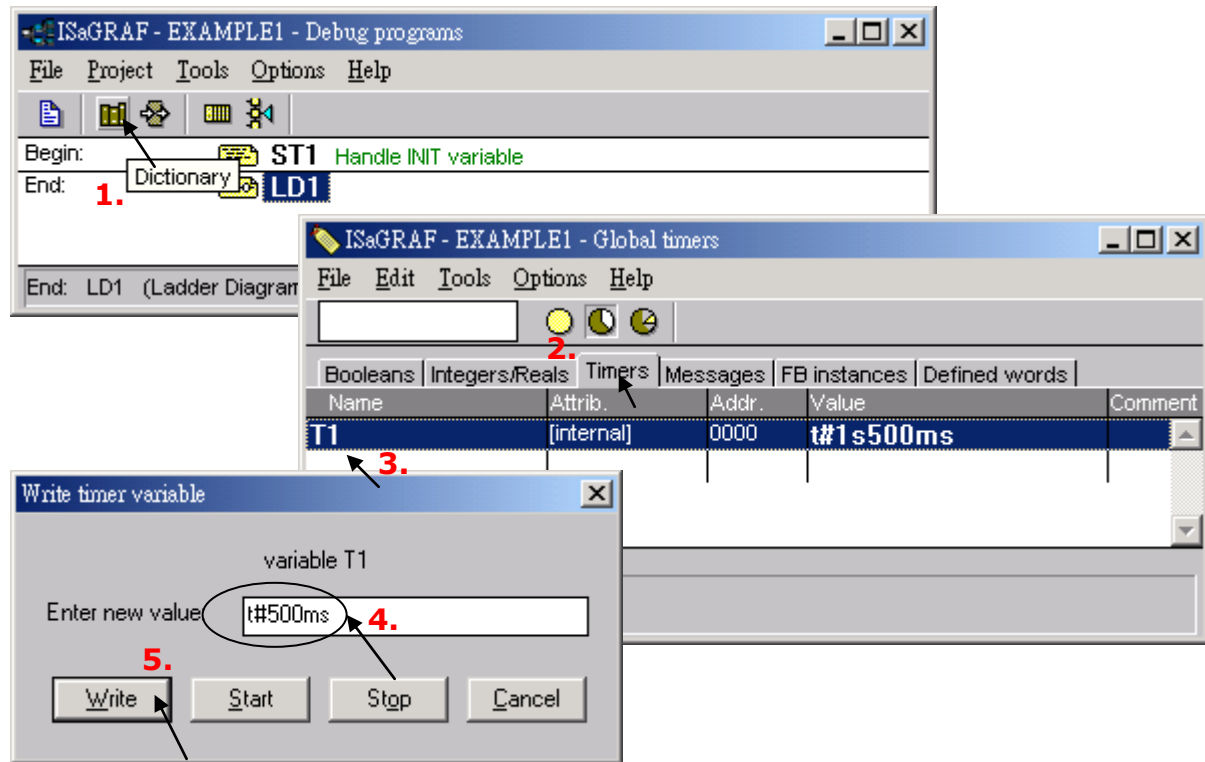 ISaGRAF - EXAMPLE1 - Debug programs
File Project Tools Options Help
Begin: ST1 Handle INIT variable
Dictionary
1.
End: LD1
End: LD1 (Ladder Diagram
ISaGRAF - EXAMPLE1 - Global timers
File Edit Tools Options Help
2.
Booleans Integers/Reals Timers Messages FB instances Defined words
Name Attrib. Addr. Value Comment
T1 [internal] 0000 t#1s500ms
3.
Write timer variable
variable T1
Enter new value t#500ms
4.
5.
Write Start Stop Cancel